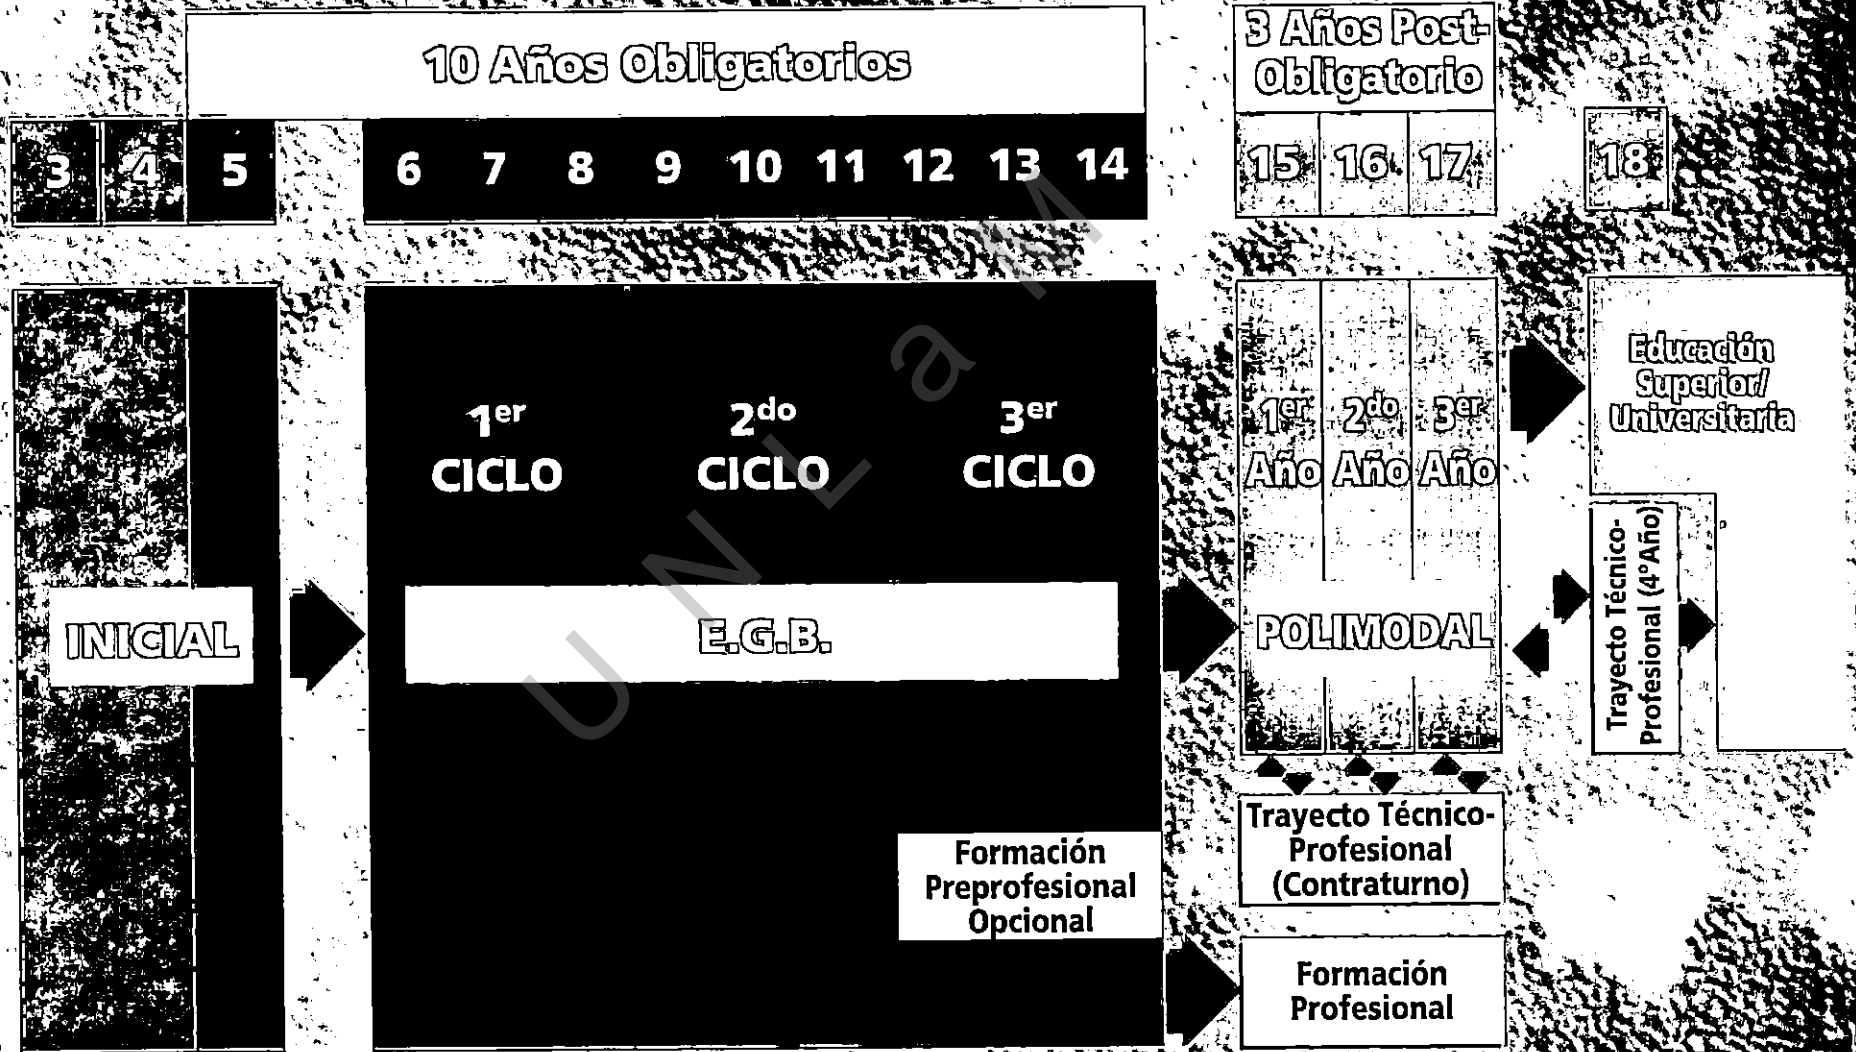 10 Años Obligatorios
3 Años Post-
Obligatorio
3 4 5 6 7 8 9 10 11 12 13 14 15 16 17 18
1er
CICLO
2do
CICLO
3er
CICLO
1er
Año
2do
Año
3er
Año
Educación
Superior/
Universitaria
INICIAL
E.G.B.
POLIMODAL
Trayecto Técnico-
Profesional (4°Año)
Formación
Preprofesional
Opcional
Trayecto Técnico-
Profesional
(Contraturno)
Formación
Profesional
U N L a M